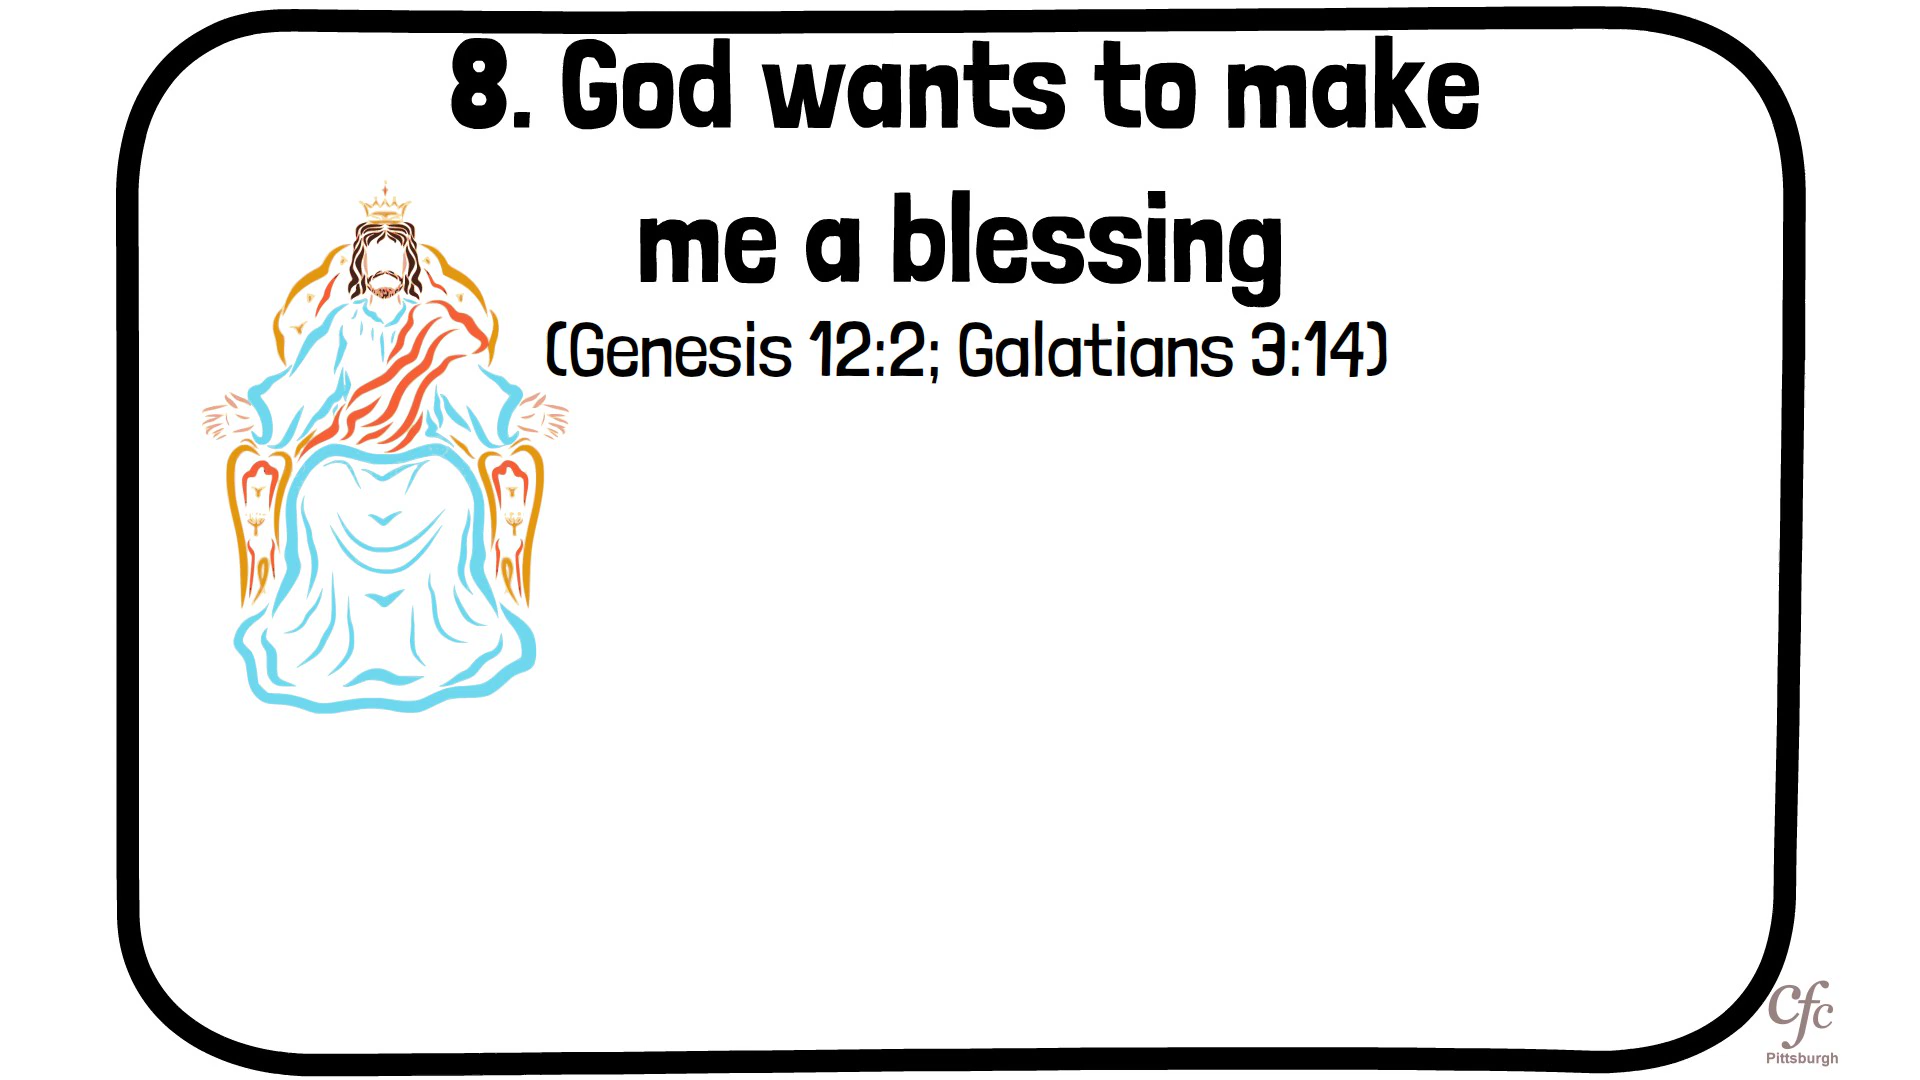 8. God wants to make
me a blessing
(Genesis 12:2; Galatians 3:14)
cfc
Pittsburgh